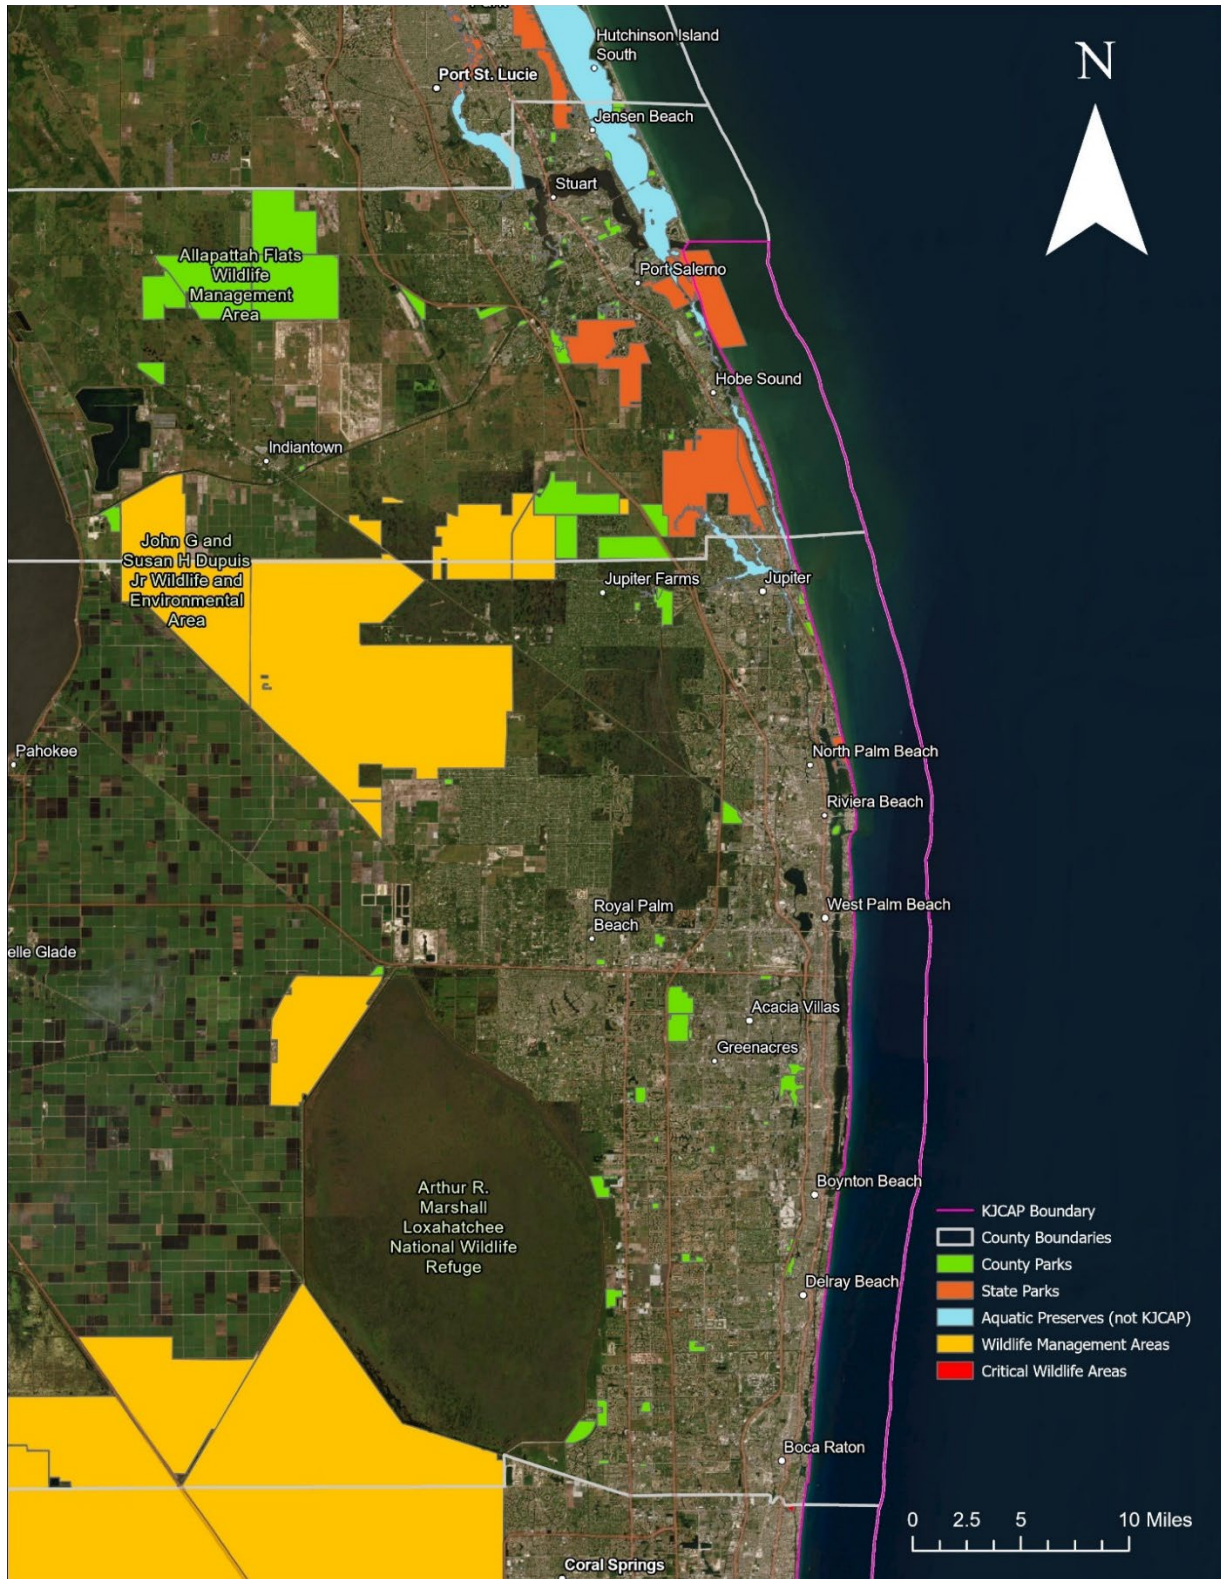 Hutchinson Island
South
N
Port St. Lucie
Jensen Beach
Stuart
Allapattah Flats
Wildlife
Management
Area
Port Salerno
Hobe Sound
Indiantown
John G and
Susan H Dupuis
Jr Wildlife and
Environmental
Area
Jupiter Farms
Jupiter
Pahokee
North Palm Beach
Riviera Beach
Royal Palm
Beach
West Palm Beach
elle Glade
Acacia Villas
Greenacres
Arthur R.
Marshall
Loxahatchee
National Wildlife
Refuge
Boynton Beach
Delray Beach
KJCAP Boundary
County Boundaries
County Parks
State Parks
Aquatic Preserves (not KJCAP)
Wildlife Management Areas
Critical Wildlife Areas
Boca Raton
0 2.5 5 10 Miles
Coral Springs